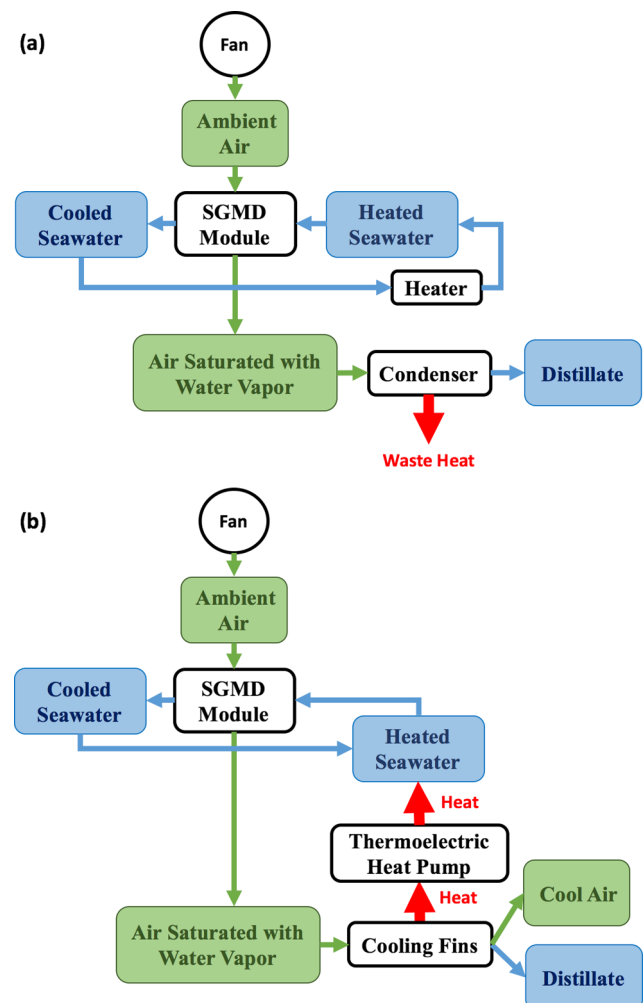 (a)
Fan
Ambient
Air
Cooled
Seawater
SGMD
Module
Heated
Seawater
Heater
Air Saturated with
Water Vapor
Condenser
Distillate
Waste Heat
(b)
Fan
Ambient
Air
Cooled
Seawater
SGMD
Module
Heated
Seawater
Heat
Thermoelectric
Heat Pump
Heat
Cool Air
Air Saturated with
Water Vapor
Cooling Fins
Distillate